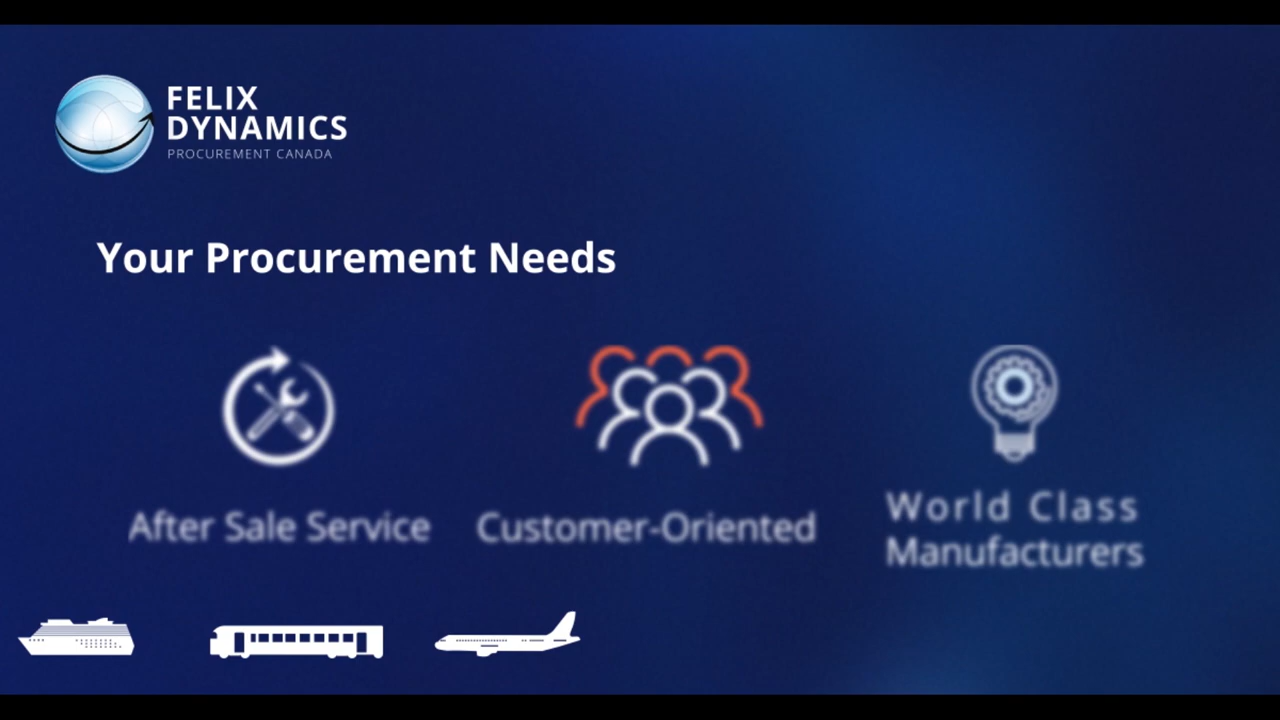 FELIX
DYNAMICS
PROCUREMENT CANADA
Your Procurement Needs
After Sale Service
Customer-Oriented
World Class
Manufacturers